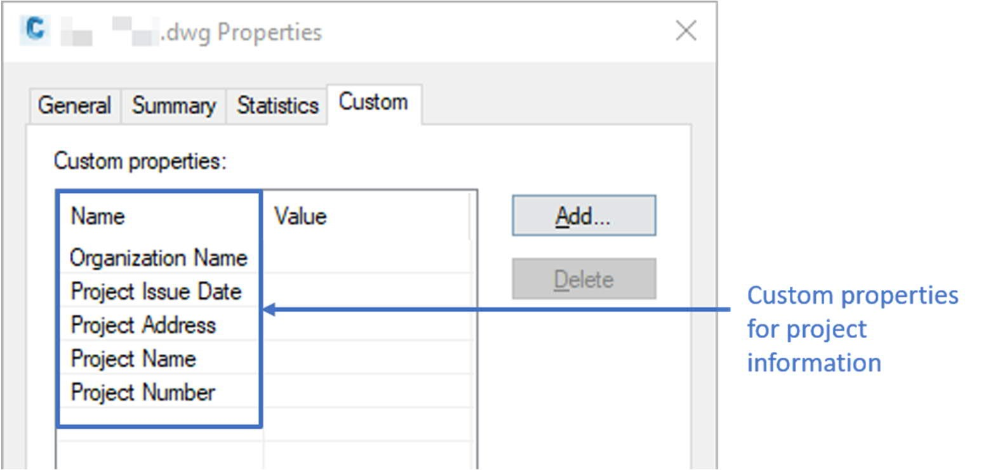 .dwg Properties
General Summary Statistics Custom
Custom properties:
Name Value
Add...
Organization Name
Delete
Project Issue Date
Project Address
Project Name
Project Number
Custom properties
for project
information